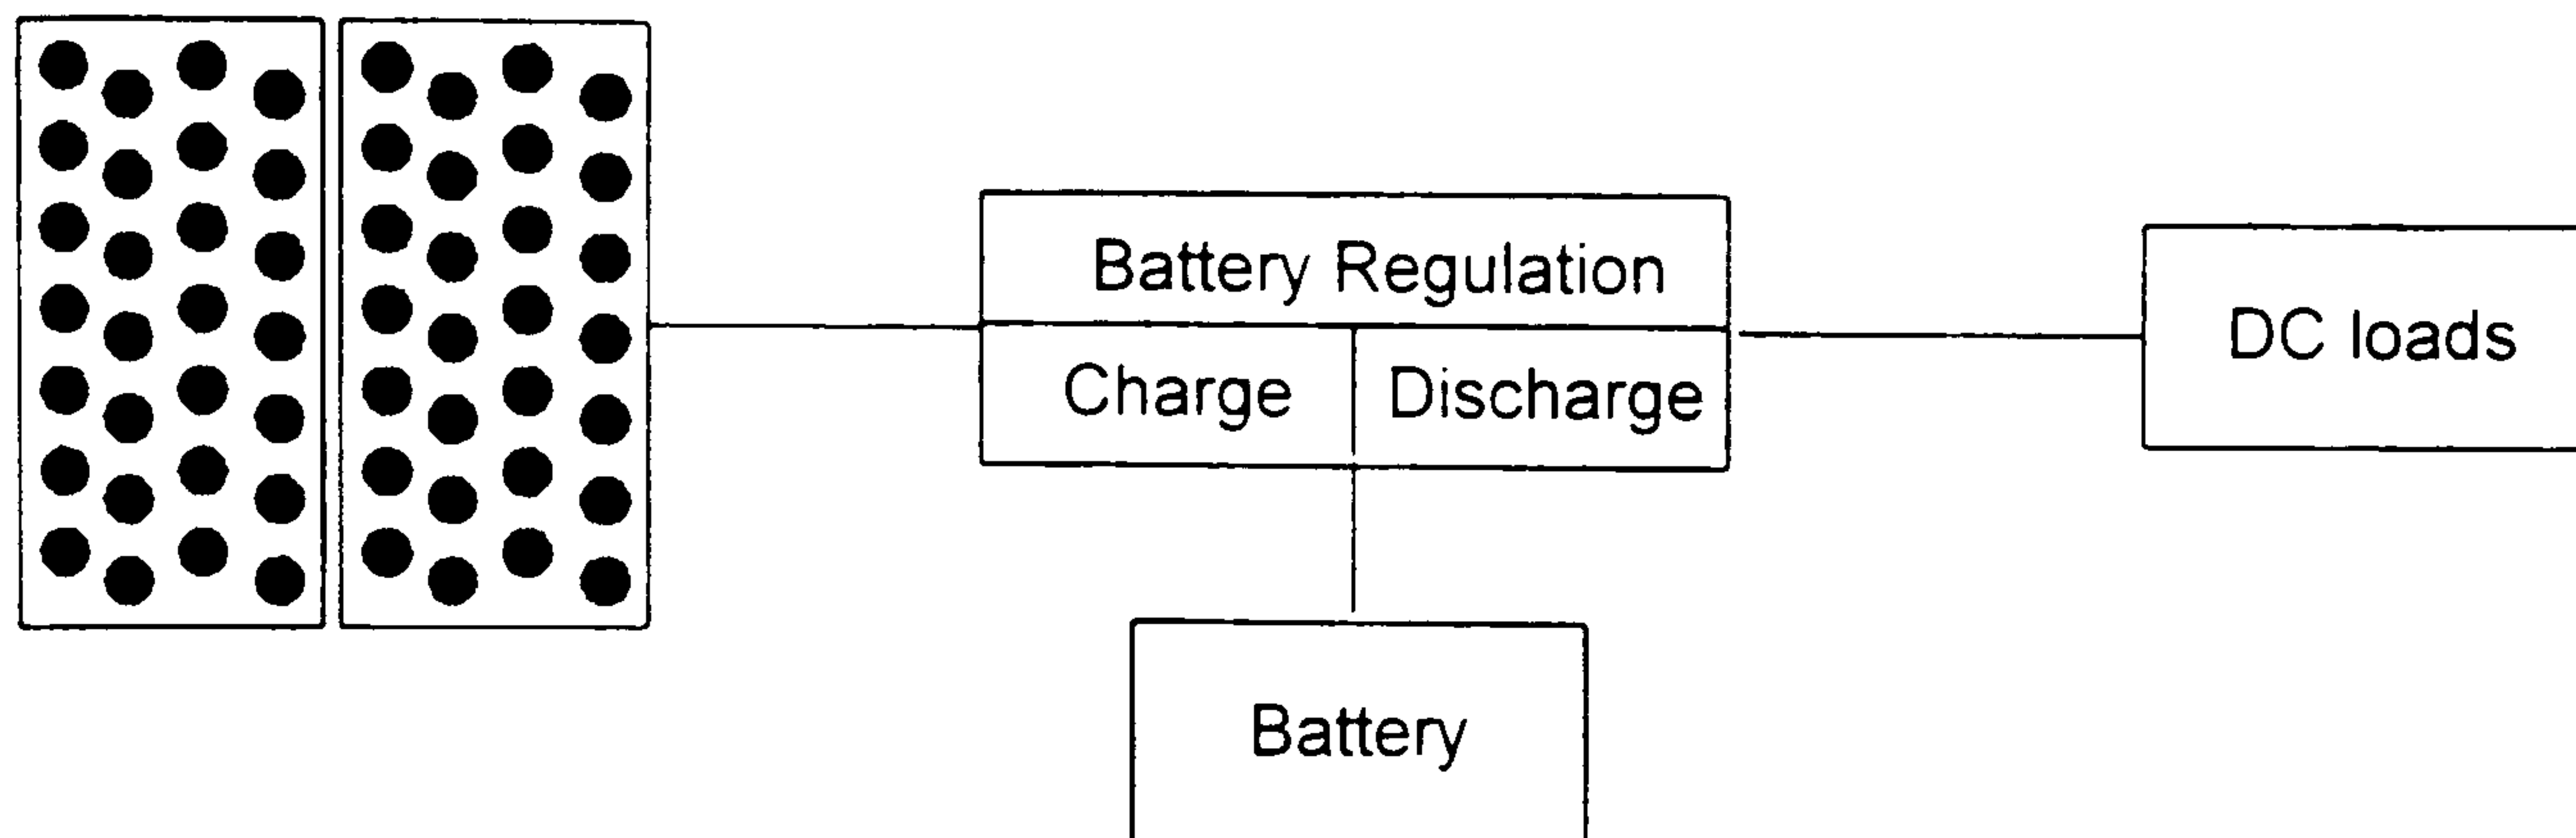 Battery Regulation
Charge
Discharge
DC loads
Battery